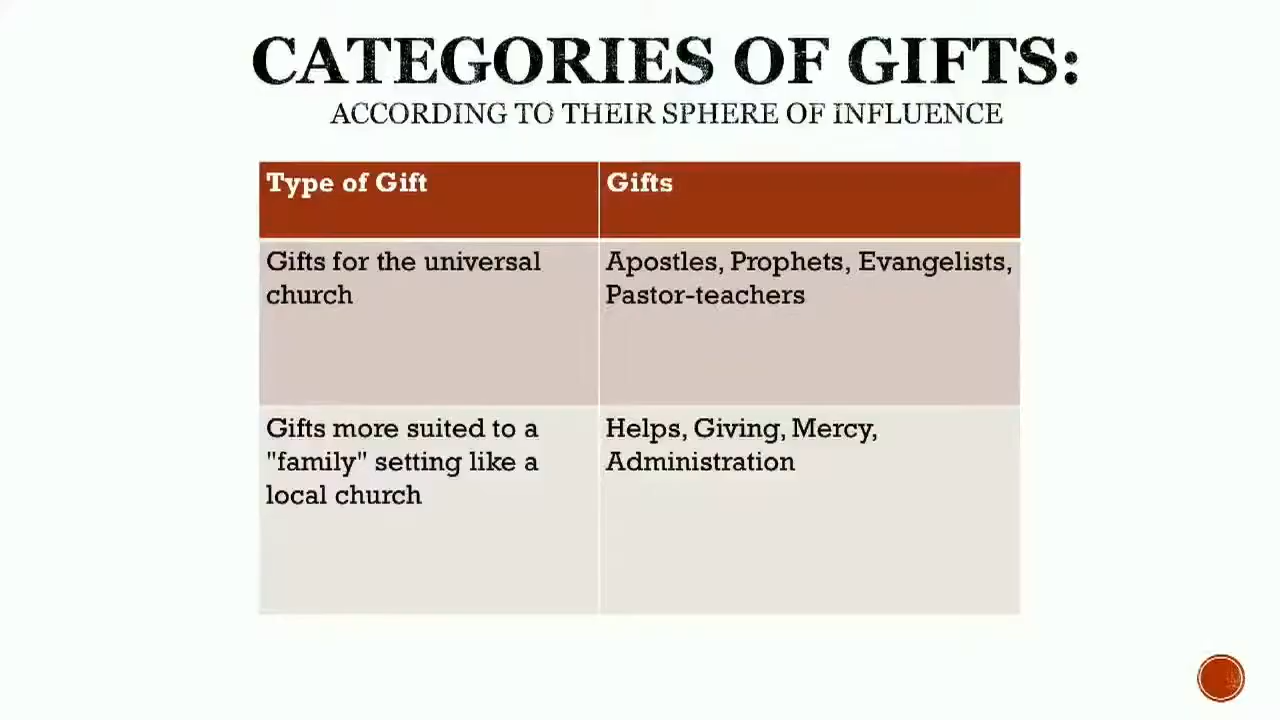 CATEGORIES OF GIFTS:
ACCORDING TO THEIR SPHERE OF INFLUENCE
Type of Gift
Gifts
Gifts for the universal
church
Apostles, Prophets, Evangelists,
Pastor-teachers
Gifts more suited to a
"family" setting like a
local church
Helps, Giving, Mercy,
Administration